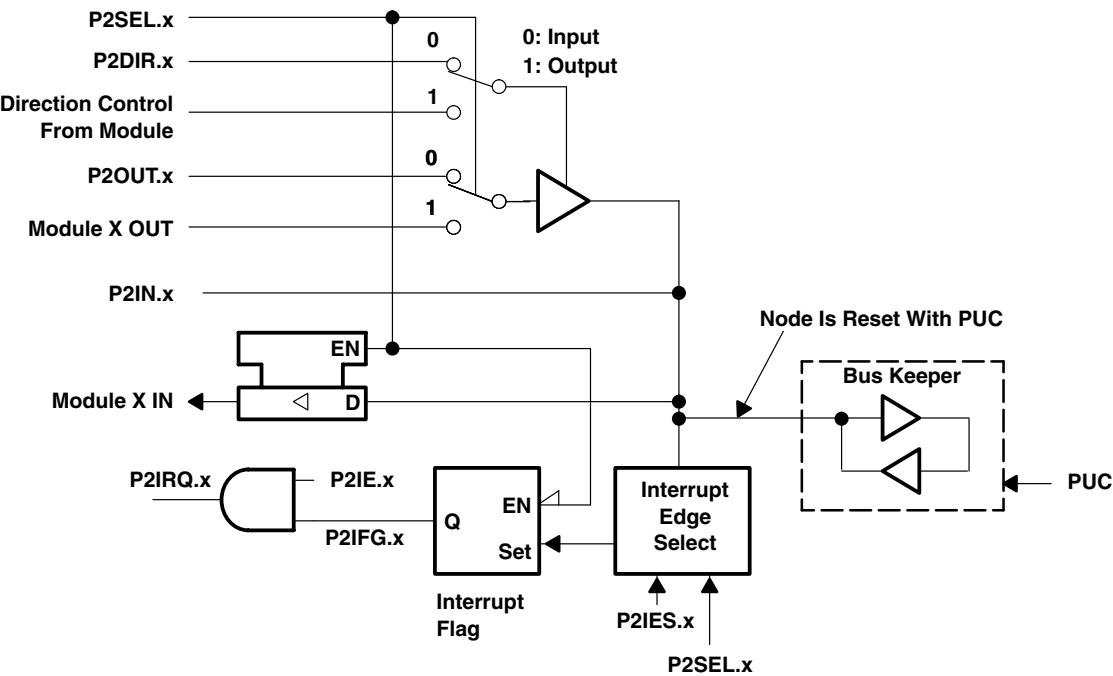 P2SEL.x
0
0: Input
1: Output
P2DIR.x
1
Direction Control
From Module
0
P2OUT.x
1
Module X OUT
P2IN.x
Node Is Reset With PUC
EN
Bus Keeper
Module X IN
D
P2IRQ.x
P2IE.x
PUC
Interrupt
Edge
Select
EN
Q
Set
P2IFG.x
Interrupt
Flag
P2IES.x
P2SEL.x